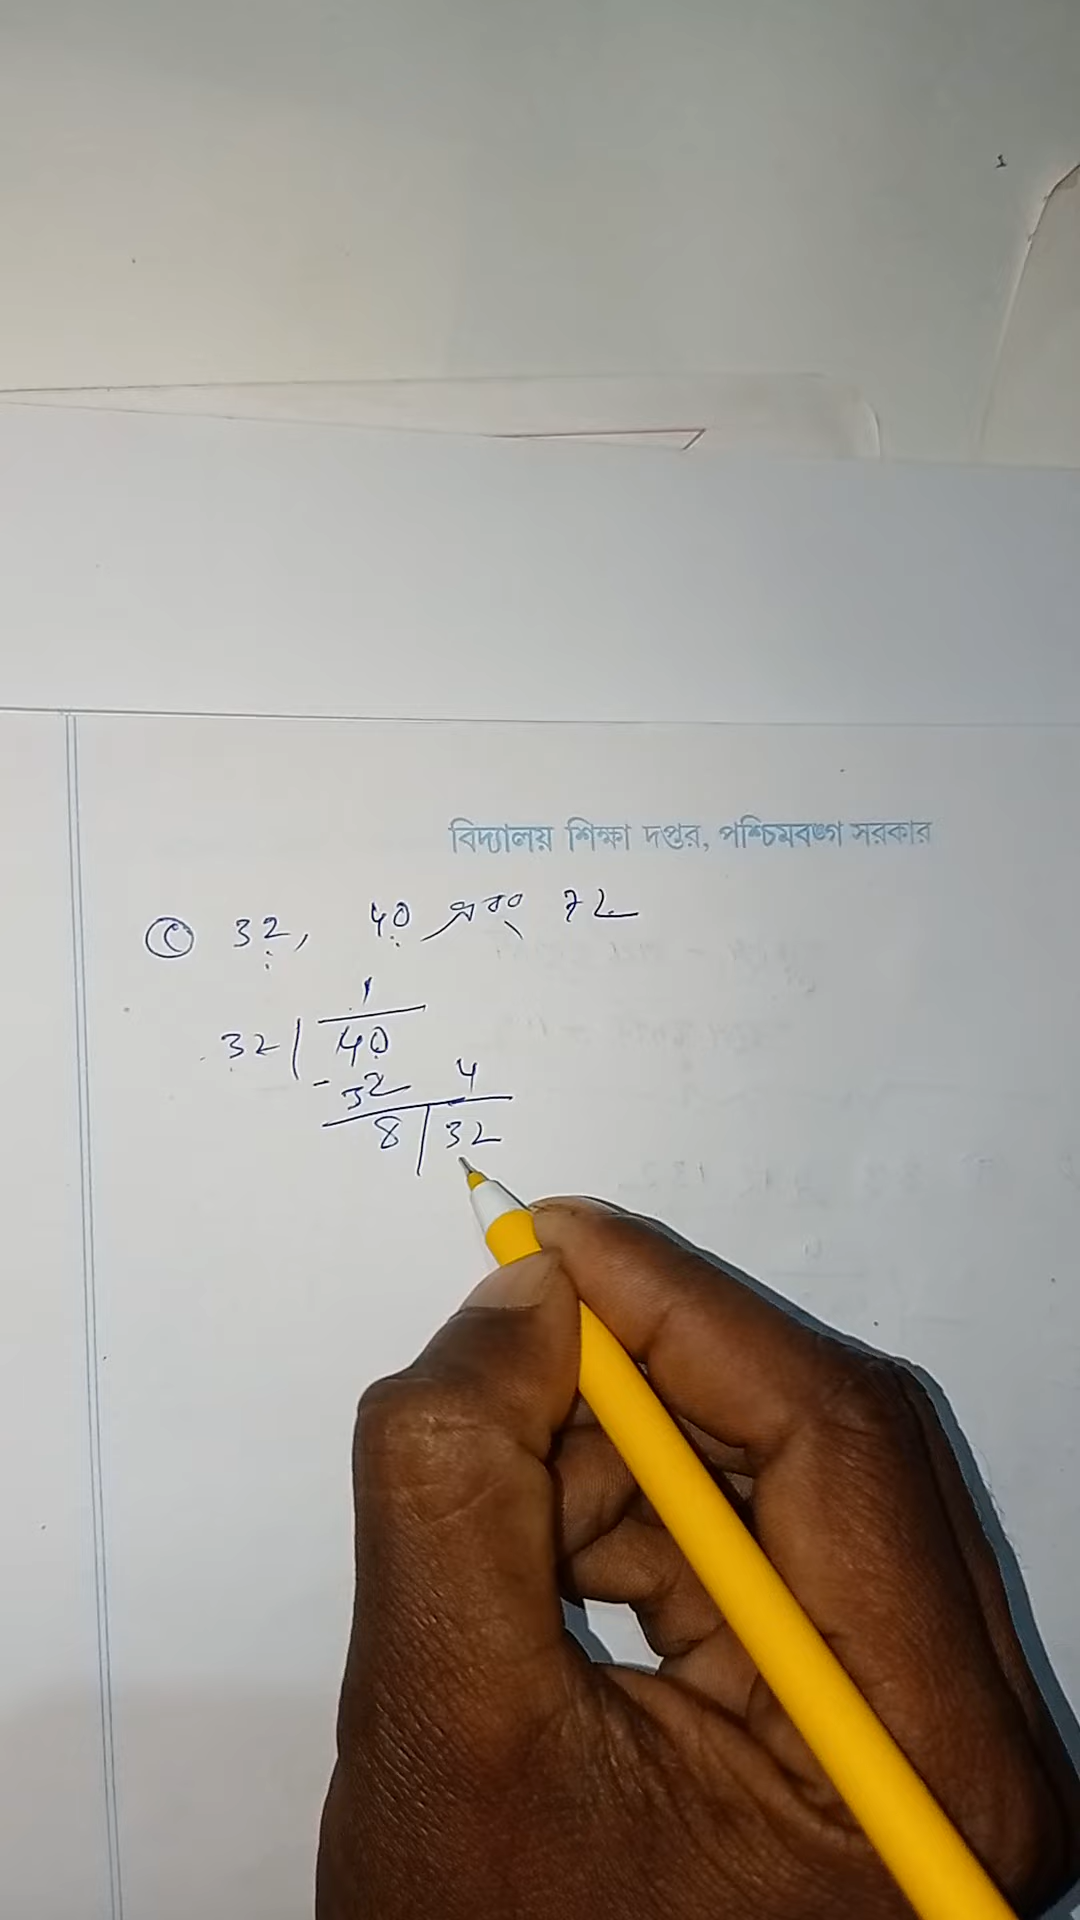 বিদ্যালয় শিক্ষা দপ্তর, পশ্চিমবঙ্গ সরকার
C 32, 40 এবং 72
1
32 | 40
- 32 4
8 | 32